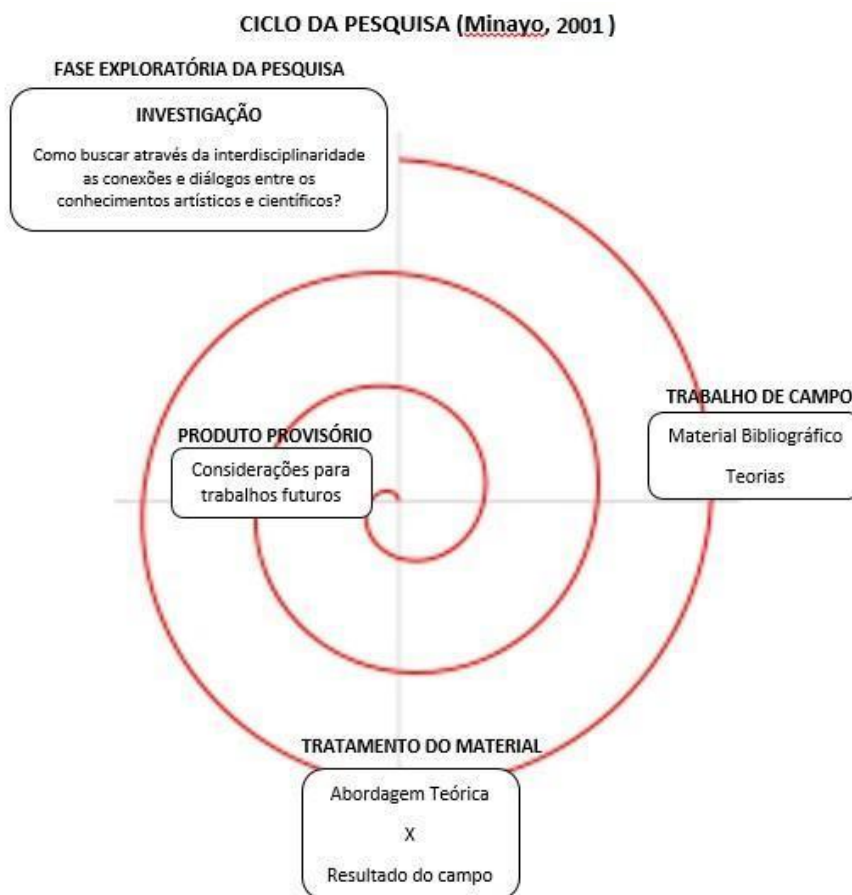 CICLO DA PESQUISA (Minayo, 2001)
FASE EXPLORATÓRIA DA PESQUISA
INVESTIGAÇÃO
Como buscar através da interdisciplinaridade
as conexões e diálogos entre os
conhecimentos artísticos e científicos?
TRABALHO DE CAMPO
Material Bibliográfico
Teorias
PRODUTO PROVISÓRIO
Considerações para
trabalhos futuros
TRATAMENTO DO MATERIAL
Abordagem Teórica
X
Resultado do campo